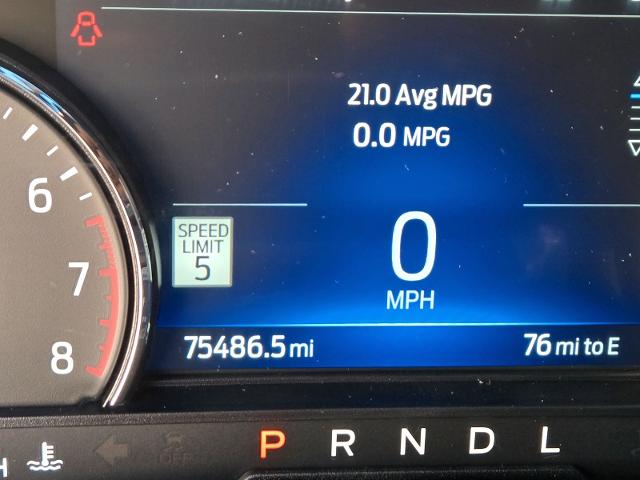 21.0 Avg MPG
0.0 MPG
6
SPEED
LIMIT
5
0
MPH
7
75486.5 mi
76 mi to E
8
P R N D L
H
OFF